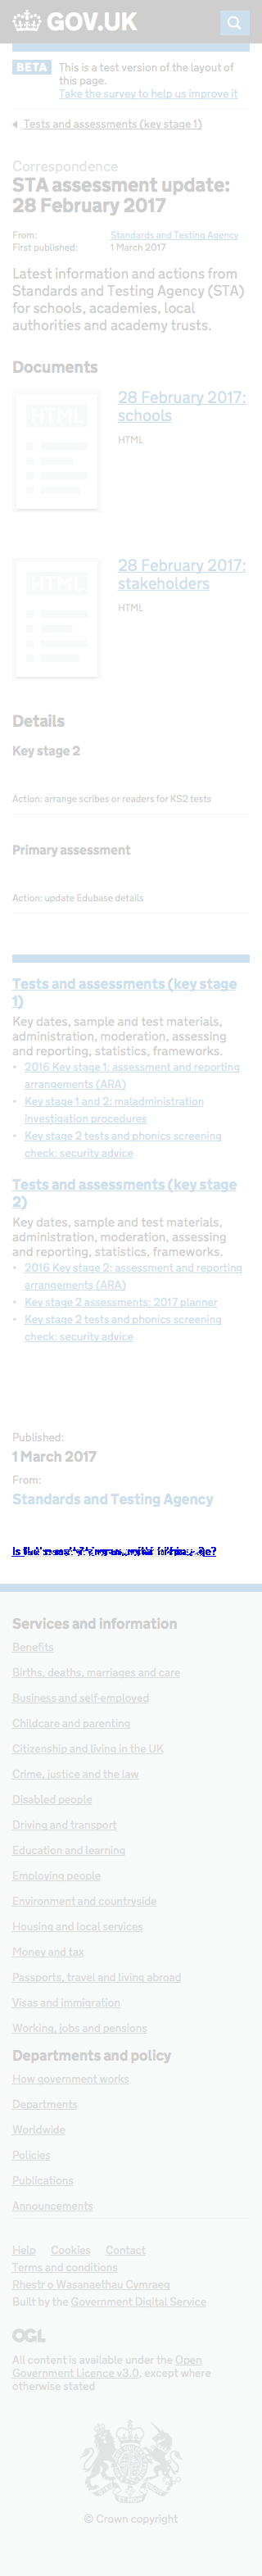 GOV.UK
BETA
This is a test version of the layout of
this page.
Take the survey to help us improve it
Tests and assessments (key stage 1)
Correspondence
STA assessment update:
28 February 2017
From: Standards and Testing Agency
First published: 1 March 2017
Latest information and actions from
Standards and Testing Agency (STA)
for schools, academies, local
authorities and academy trusts.
Documents
HTML
28 February 2017:
schools
HTML
HTML
28 February 2017:
stakeholders
HTML
Details
Key stage 2
Action: arrange scribes or readers for KS2 tests
Primary assessment
Action: update Edubase details
Tests and assessments (key stage
1)
Key dates, sample and test materials,
administration, moderation, assessing
and reporting, statistics, frameworks.
• 2016 Key stage 1: assessment and reporting
arrangements (ARA)
• Key stage 1 and 2: maladministration
investigation procedures
• Key stage 2 tests and phonics screening
check: security advice
Tests and assessments (key stage
2)
Key dates, sample and test materials,
administration, moderation, assessing
and reporting, statistics, frameworks.
• 2016 Key stage 2: assessment and reporting
arrangements (ARA)
• Key stage 2 assessments: 2017 planner
• Key stage 2 tests and phonics screening
check: security advice
Published:
1 March 2017
From:
Standards and Testing Agency
Services and information
Benefits
Births, deaths, marriages and care
Business and self-employed
Childcare and parenting
Citizenship and living in the UK
Crime, justice and the law
Disabled people
Driving and transport
Education and learning
Employing people
Environment and countryside
Housing and local services
Money and tax
Passports, travel and living abroad
Visas and immigration
Working, jobs and pensions
Departments and policy
How government works
Departments
Worldwide
Policies
Publications
Announcements
Help Cookies Contact
Terms and conditions
Rhestr o Wasanaethau Cymraeg
Built by the Government Digital Service
OGL
All content is available under the Open
Government Licence v3.0, except where
otherwise stated
© Crown copyright